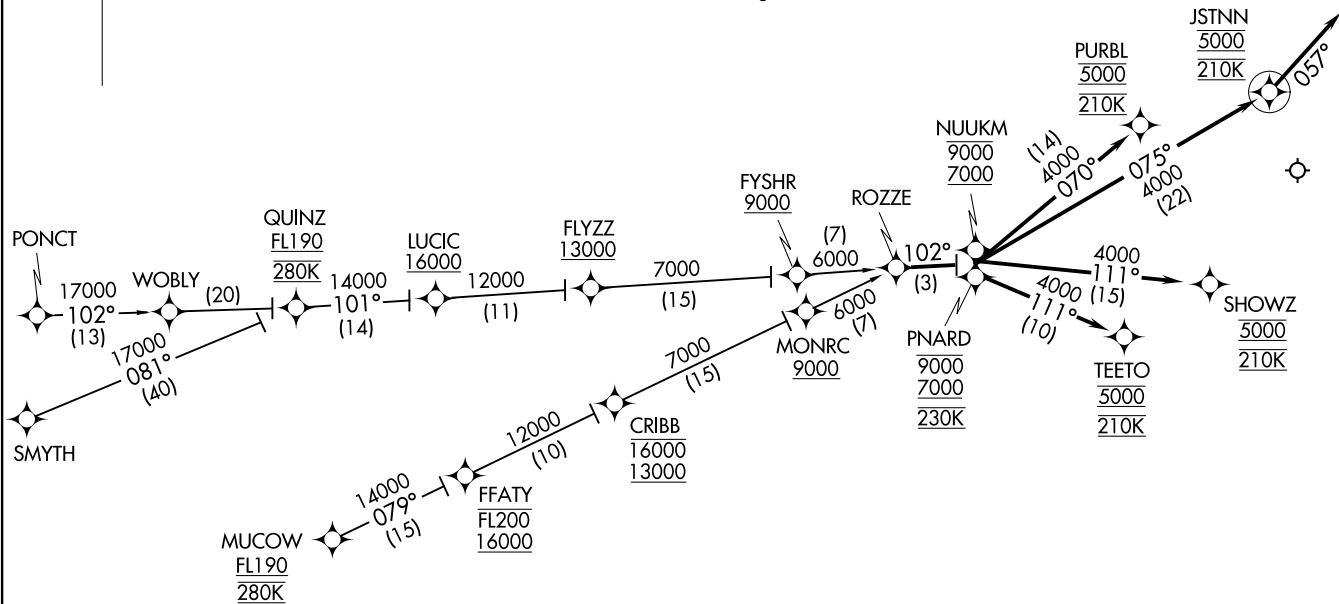 JSTNN
5000
210K
057°
PURBL
5000
210K
NUUKM
9000
7000
(14)
4000
070°
075°
4000
(22)
FYSHR
9000
ROZZE
QUINZ
FL190
280K
LUCIC
16000
FLYZZ
13000
PONCT
WOBLY
(7)
6000
102°
(3)
4000
111°
(15)
4000
111°
(10)
17000
102°
(13)
(20)
14000
101°
(14)
12000
(11)
7000
(15)
SHOWZ
5000
210K
6000
(7)
MONRC
9000
PNARD
9000
7000
230K
TEETO
5000
210K
17000
081°
(40)
SMYTH
7000
(15)
CRIBB
16000
13000
12000
(10)
FFATY
FL200
16000
14000
079°
(15)
MUCOW
FL190
280K